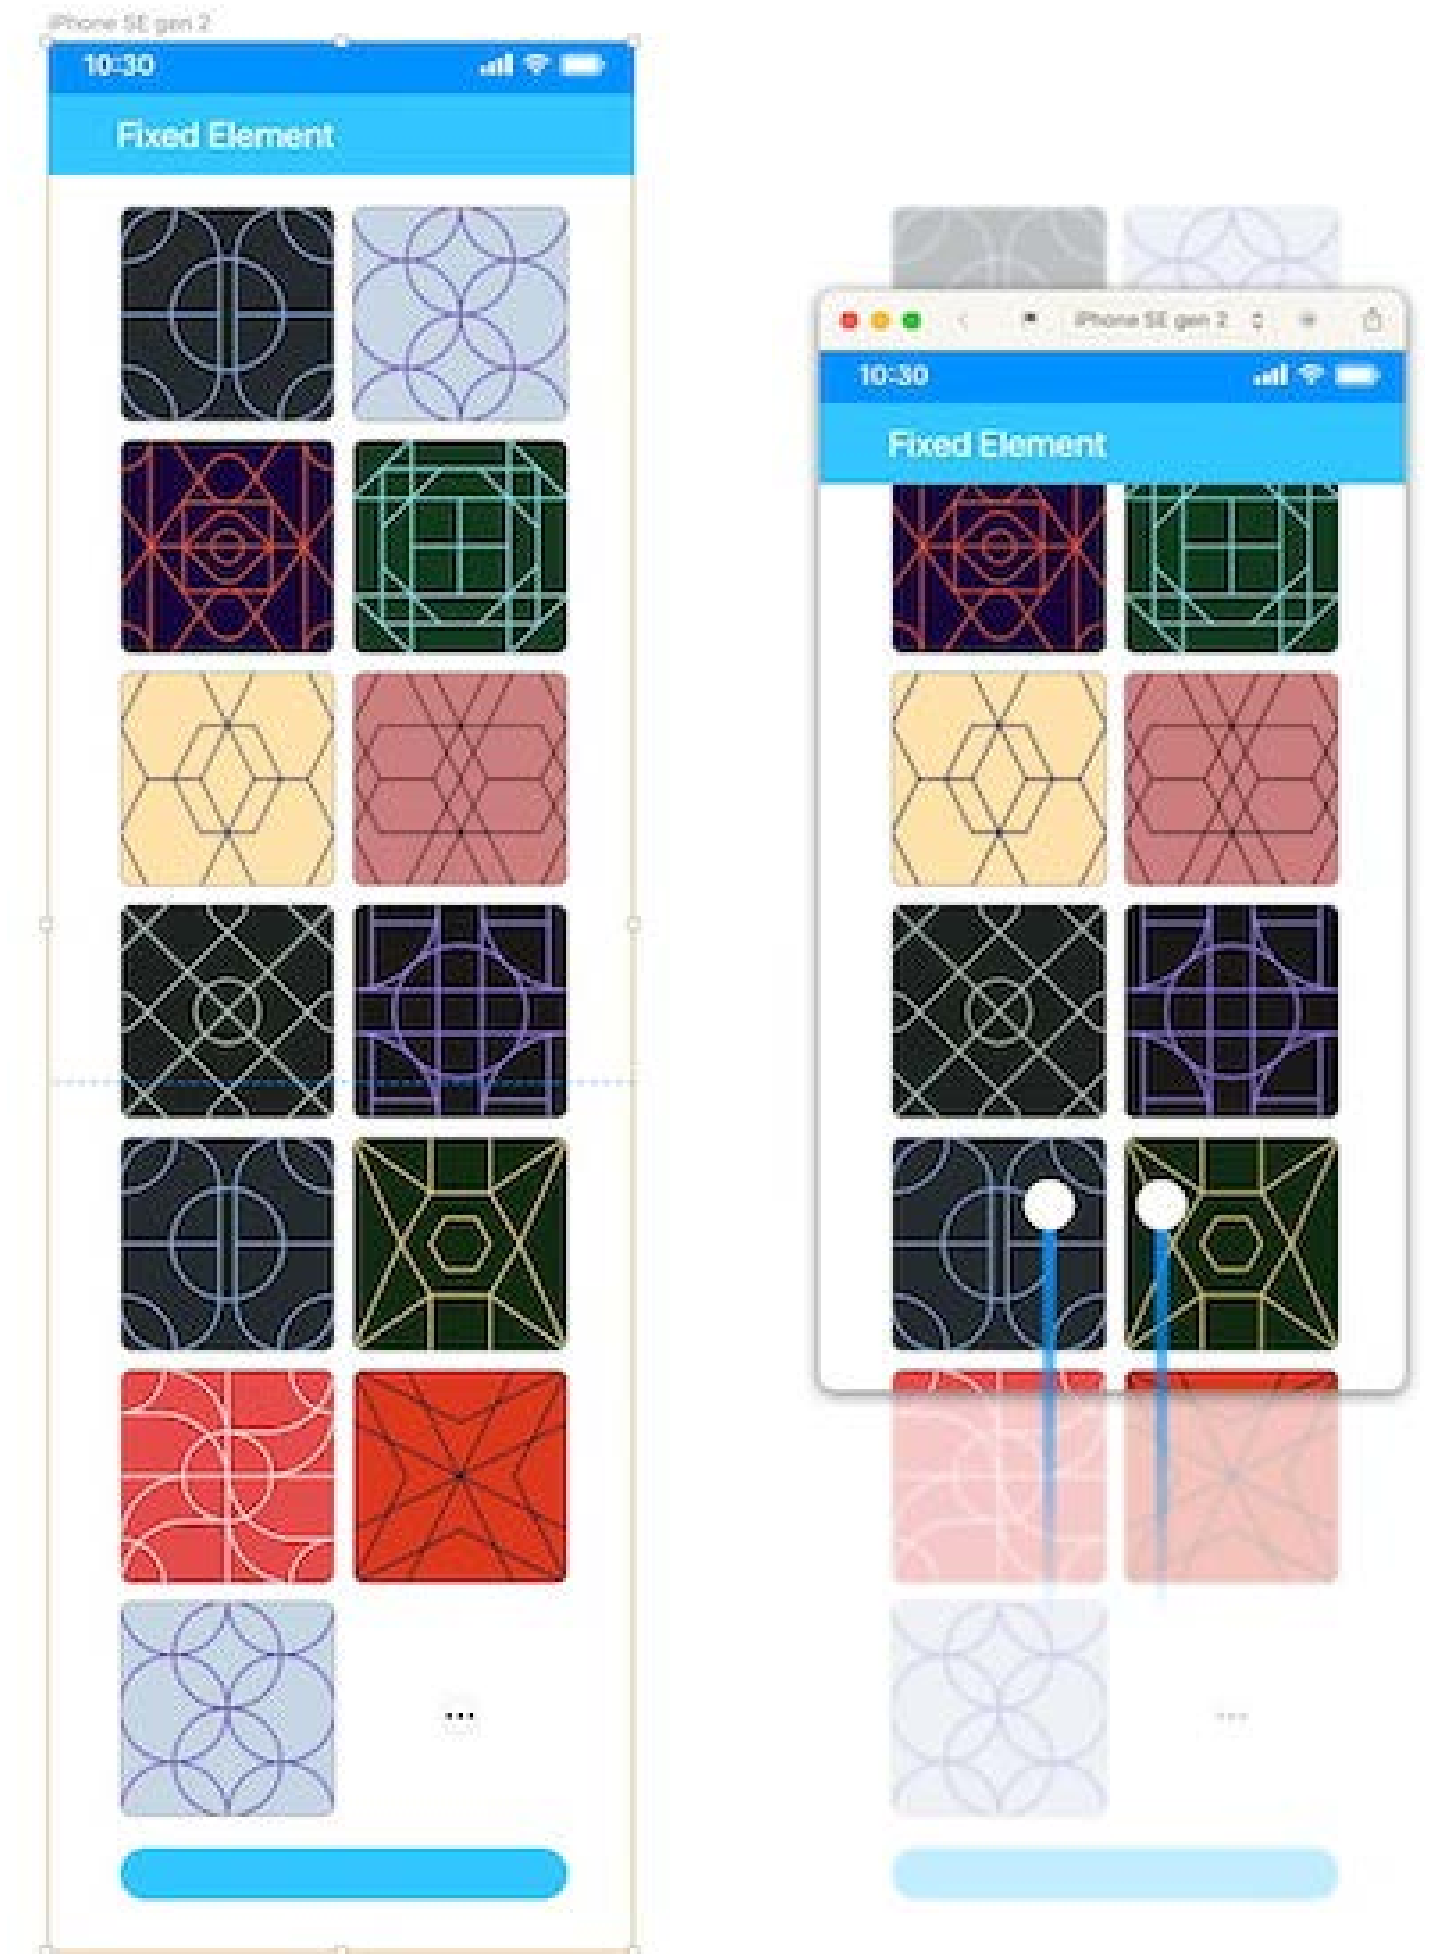 iPhone SE gen 2
10:30
Fixed Element
...
iPhone SE gen 2
10:30
Fixed Element
...